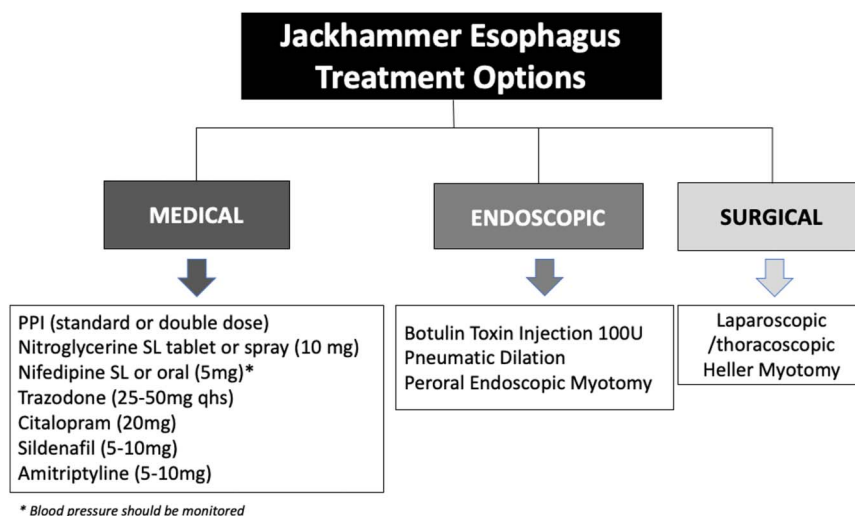 Jackhammer Esophagus
Treatment Options
MEDICAL
PPI (standard or double dose)
Nitroglycerine SL tablet or spray (10 mg)
Nifedipine SL or oral (5mg)*
Trazodone (25-50mg qhs)
Citalopram (20mg)
Sildenafil (5-10mg)
Amitriptyline (5-10mg)
* Blood pressure should be monitored
ENDOSCOPIC
Botulin Toxin Injection 100U
Pneumatic Dilation
Peroral Endoscopic Myotomy
SURGICAL
Laparoscopic
/thoracoscopic
Heller Myotomy